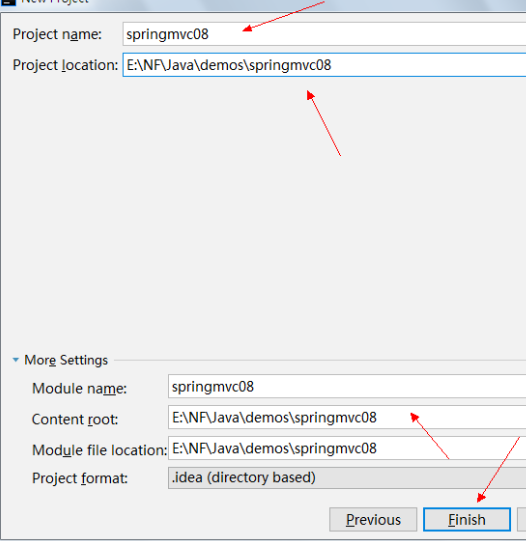 New Project
Project name: springmvc08
Project location: E:\NF\Java\demos\springmvc08
More Settings
Module name: springmvc08
Content root: E:\NF\Java\demos\springmvc08
Module file location: E:\NF\Java\demos\springmvc08
Project format: .idea (directory based)
Previous Finish